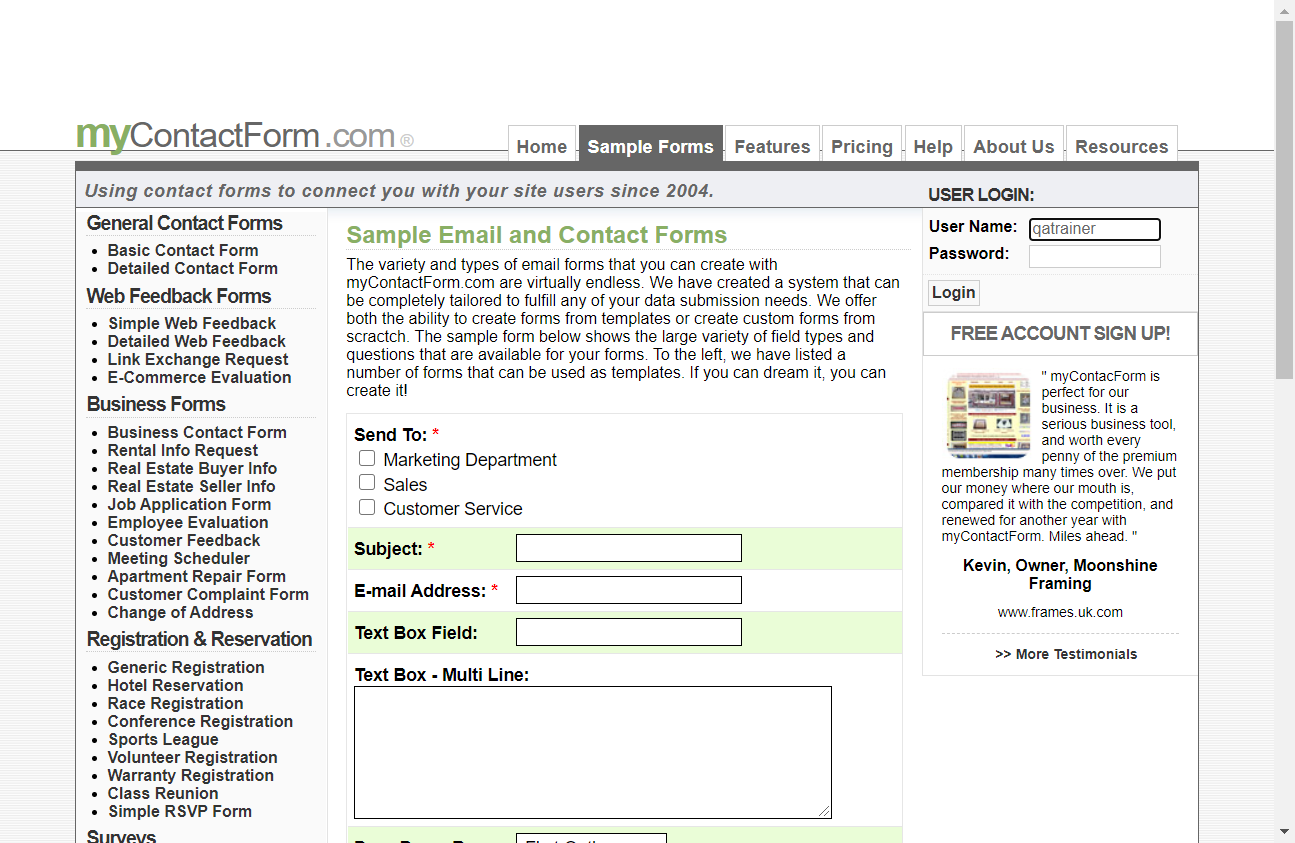 myContactForm.com ®
Home
Sample Forms
Features
Pricing
Help
About Us
Resources
Using contact forms to connect you with your site users since 2004.
USER LOGIN:
General Contact Forms
Basic Contact Form
Detailed Contact Form
Web Feedback Forms
Simple Web Feedback
Detailed Web Feedback
Link Exchange Request
E-Commerce Evaluation
Business Forms
Business Contact Form
Rental Info Request
Real Estate Buyer Info
Real Estate Seller Info
Job Application Form
Employee Evaluation
Customer Feedback
Meeting Scheduler
Apartment Repair Form
Customer Complaint Form
Change of Address
Registration & Reservation
Generic Registration
Hotel Reservation
Race Registration
Conference Registration
Sports League
Volunteer Registration
Warranty Registration
Class Reunion
Simple RSVP Form
Surveys
Sample Email and Contact Forms
The variety and types of email forms that you can create with
myContactForm.com are virtually endless. We have created a system that can
be completely tailored to fulfill any of your data submission needs. We offer
both the ability to create forms from templates or create custom forms from
scractch. The sample form below shows the large variety of field types and
questions that are available for your forms. To the left, we have listed a
number of forms that can be used as templates. If you can dream it, you can
create it!
Send To: *
Marketing Department
Sales
Customer Service
Subject: *
E-mail Address: *
Text Box Field:
Text Box - Multi Line:
User Name: qatrainer
Password:
Login
FREE ACCOUNT SIGN UP!
" myContacForm is
perfect for our
business. It is a
serious business tool,
and worth every
penny of the premium
membership many times over. We put
our money where our mouth is,
compared it with the competition, and
renewed for another year with
myContactForm. Miles ahead. "
Kevin, Owner, Moonshine
Framing
www.frames.uk.com
>> More Testimonials